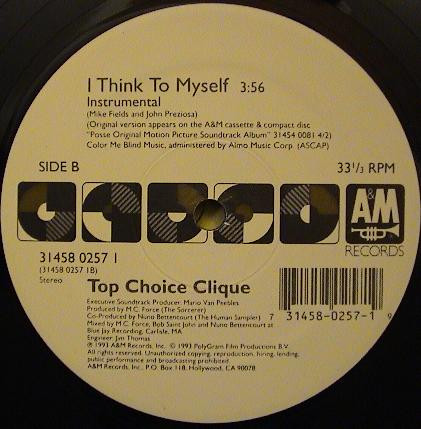 I Think To Myself 3:56
Instrumental
(Mike Fields and John Preziosa)
(Original version appears on the A&M cassette & compact disc
"Posse Original Motion Picture Soundtrack Album" 31454 0081 4/2)
Color Me Blind Music, administered by Almo Music Corp. (ASCAP)
SIDE B 33⅓ RPM
A&M
RECORDS
31458 0257 1
(31458 0257 1B)
Stereo
Top Choice Clique
Executive Soundtrack Producer: Mario Van Peebles
Produced by M.C. Force (The Sorcerer)
Co-Produced by Nuno Bettencourt (The Human Sampler)
Mixed by M.C. Force, Bob Saint John and Nuno Bettencourt at
Blue Jay Recording, Carlisle, MA
Engineer: Jim Thomas
℗ 1993 A&M Records, Inc. © 1993 PolyGram Film Productions BV.
All rights reserved. Unauthorized copying, reproduction, hiring, lending,
public performance and broadcasting prohibited.
A&M Records, Inc., P.O. Box 118, Hollywood, CA 90078
7 31458-0257-1 9